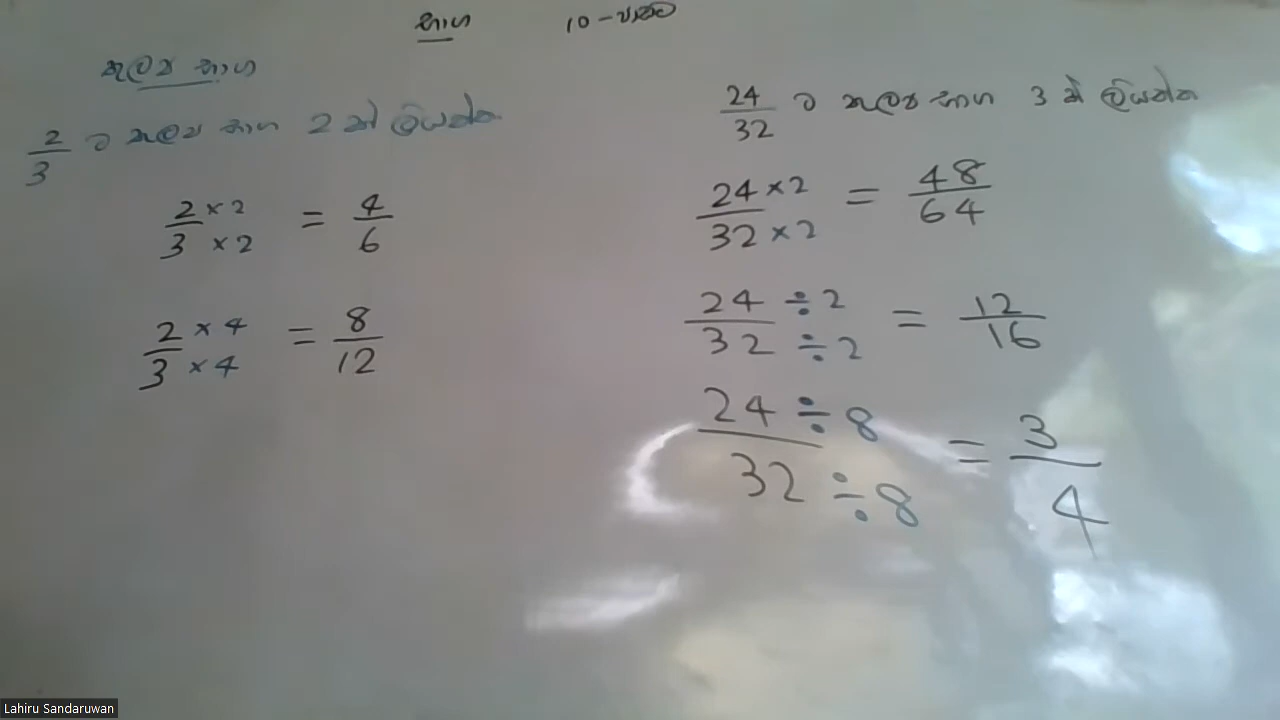 භාග 10 - පාඩම
තුල්‍ය භාග
2/3 ට තුල්‍ය භාග 2 ක් ලියන්න
2 × 2 / 3 × 2 = 4/6
2 × 4 / 3 × 4 = 8/12
24/32 ට තුල්‍ය භාග 3 ක් ලියන්න
24 × 2 / 32 × 2 = 48/64
24 ÷ 2 / 32 ÷ 2 = 12/16
24 ÷ 8 / 32 ÷ 8 = 3/4
Lahiru Sandaruwan